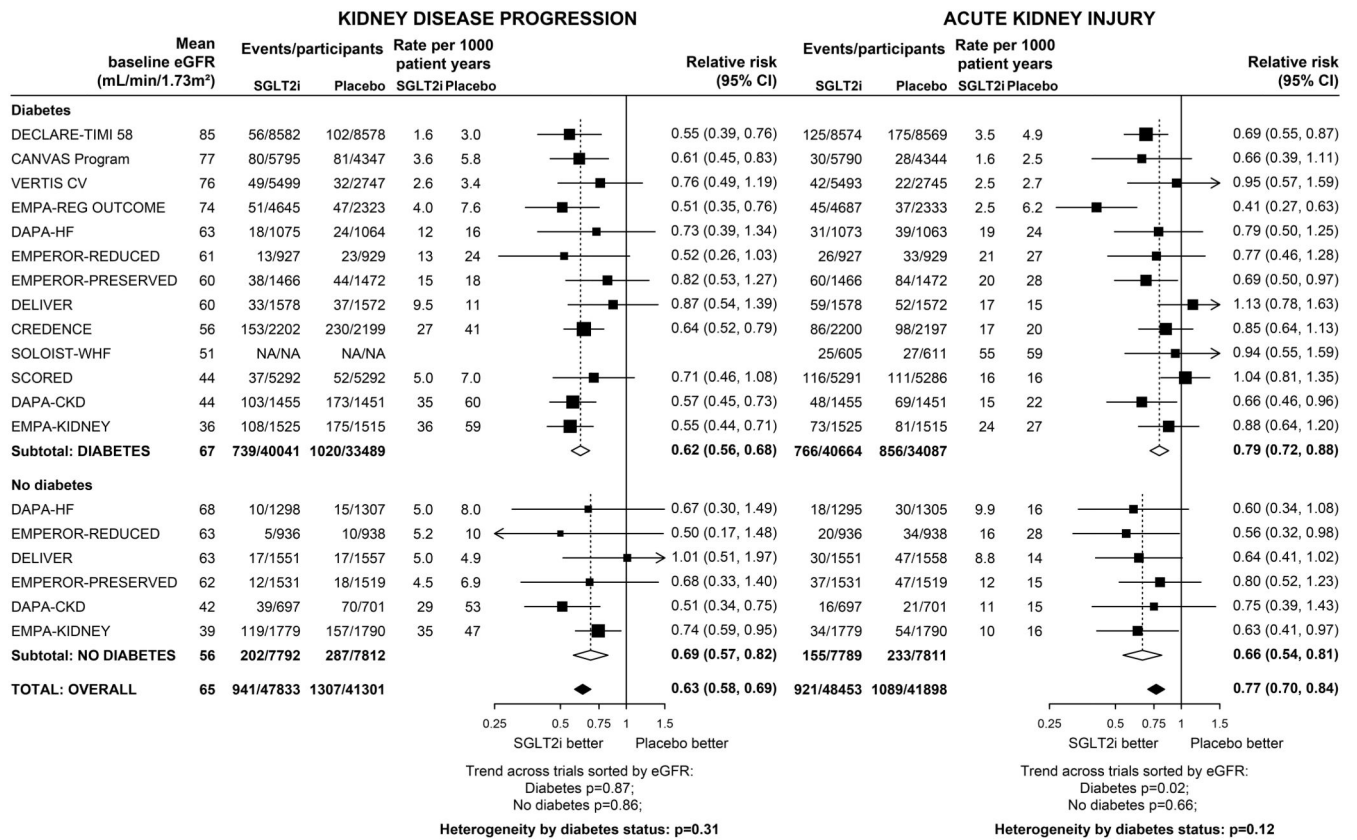 KIDNEY DISEASE PROGRESSION ACUTE KIDNEY INJURY
Mean baseline eGFR (mL/min/1.73m²) Events/participants Rate per 1000 patient years Relative risk (95% CI) Events/participants Rate per 1000 patient years Relative risk (95% CI)
SGLT2i Placebo SGLT2i Placebo SGLT2i Placebo SGLT2i Placebo
Diabetes
DECLARE-TIMI 58 85 56/8582 102/8578 1.6 3.0 0.55 (0.39, 0.76) 125/8574 175/8569 3.5 4.9 0.69 (0.55, 0.87)
CANVAS Program 77 80/5795 81/4347 3.6 5.8 0.61 (0.45, 0.83) 30/5790 28/4344 1.6 2.5 0.66 (0.39, 1.11)
VERTIS CV 76 49/5499 32/2747 2.6 3.4 0.76 (0.49, 1.19) 42/5493 22/2745 2.5 2.7 0.95 (0.57, 1.59)
EMPA-REG OUTCOME 74 51/4645 47/2323 4.0 7.6 0.51 (0.35, 0.76) 45/4687 37/2333 2.5 6.2 0.41 (0.27, 0.63)
DAPA-HF 63 18/1075 24/1064 12 16 0.73 (0.39, 1.34) 31/1073 39/1063 19 24 0.79 (0.50, 1.25)
EMPEROR-REDUCED 61 13/927 23/929 13 24 0.52 (0.26, 1.03) 26/927 33/929 21 27 0.77 (0.46, 1.28)
EMPEROR-PRESERVED 60 38/1466 44/1472 15 18 0.82 (0.53, 1.27) 60/1466 84/1472 20 28 0.69 (0.50, 0.97)
DELIVER 60 33/1578 37/1572 9.5 11 0.87 (0.54, 1.39) 59/1578 52/1572 17 15 1.13 (0.78, 1.63)
CREDENCE 56 153/2202 230/2199 27 41 0.64 (0.52, 0.79) 86/2200 98/2197 17 20 0.85 (0.64, 1.13)
SOLOIST-WHF 51 NA/NA NA/NA 25/605 27/611 55 59 0.94 (0.55, 1.59)
SCORED 44 37/5292 52/5292 5.0 7.0 0.71 (0.46, 1.08) 116/5291 111/5286 16 16 1.04 (0.81, 1.35)
DAPA-CKD 44 103/1455 173/1451 35 60 0.57 (0.45, 0.73) 48/1455 69/1451 15 22 0.66 (0.46, 0.96)
EMPA-KIDNEY 36 108/1525 175/1515 36 59 0.55 (0.44, 0.71) 73/1525 81/1515 24 27 0.88 (0.64, 1.20)
Subtotal: DIABETES 67 739/40041 1020/33489 0.62 (0.56, 0.68) 766/40664 856/34087 0.79 (0.72, 0.88)
No diabetes
DAPA-HF 68 10/1298 15/1307 5.0 8.0 0.67 (0.30, 1.49) 18/1295 30/1305 9.9 16 0.60 (0.34, 1.08)
EMPEROR-REDUCED 63 5/936 10/938 5.2 10 0.50 (0.17, 1.48) 20/936 34/938 16 28 0.56 (0.32, 0.98)
DELIVER 63 17/1551 17/1557 5.0 4.9 1.01 (0.51, 1.97) 30/1551 47/1558 8.8 14 0.64 (0.41, 1.02)
EMPEROR-PRESERVED 62 12/1531 18/1519 4.5 6.9 0.68 (0.33, 1.40) 37/1531 47/1519 12 15 0.80 (0.52, 1.23)
DAPA-CKD 42 39/697 70/701 29 53 0.51 (0.34, 0.75) 16/697 21/701 11 15 0.75 (0.39, 1.43)
EMPA-KIDNEY 39 119/1779 157/1790 35 47 0.74 (0.59, 0.95) 34/1779 54/1790 10 16 0.63 (0.41, 0.97)
Subtotal: NO DIABETES 56 202/7792 287/7812 0.69 (0.57, 0.82) 155/7789 233/7811 0.66 (0.54, 0.81)
TOTAL: OVERALL 65 941/47833 1307/41301 0.63 (0.58, 0.69) 921/48453 1089/41898 0.77 (0.70, 0.84)
0.25 0.5 0.75 1 1.5 0.25 0.5 0.75 1 1.5
SGLT2i better Placebo better SGLT2i better Placebo better
Trend across trials sorted by eGFR: Trend across trials sorted by eGFR:
Diabetes p=0.87; Diabetes p=0.02;
No diabetes p=0.86; No diabetes p=0.66;
Heterogeneity by diabetes status: p=0.31 Heterogeneity by diabetes status: p=0.12